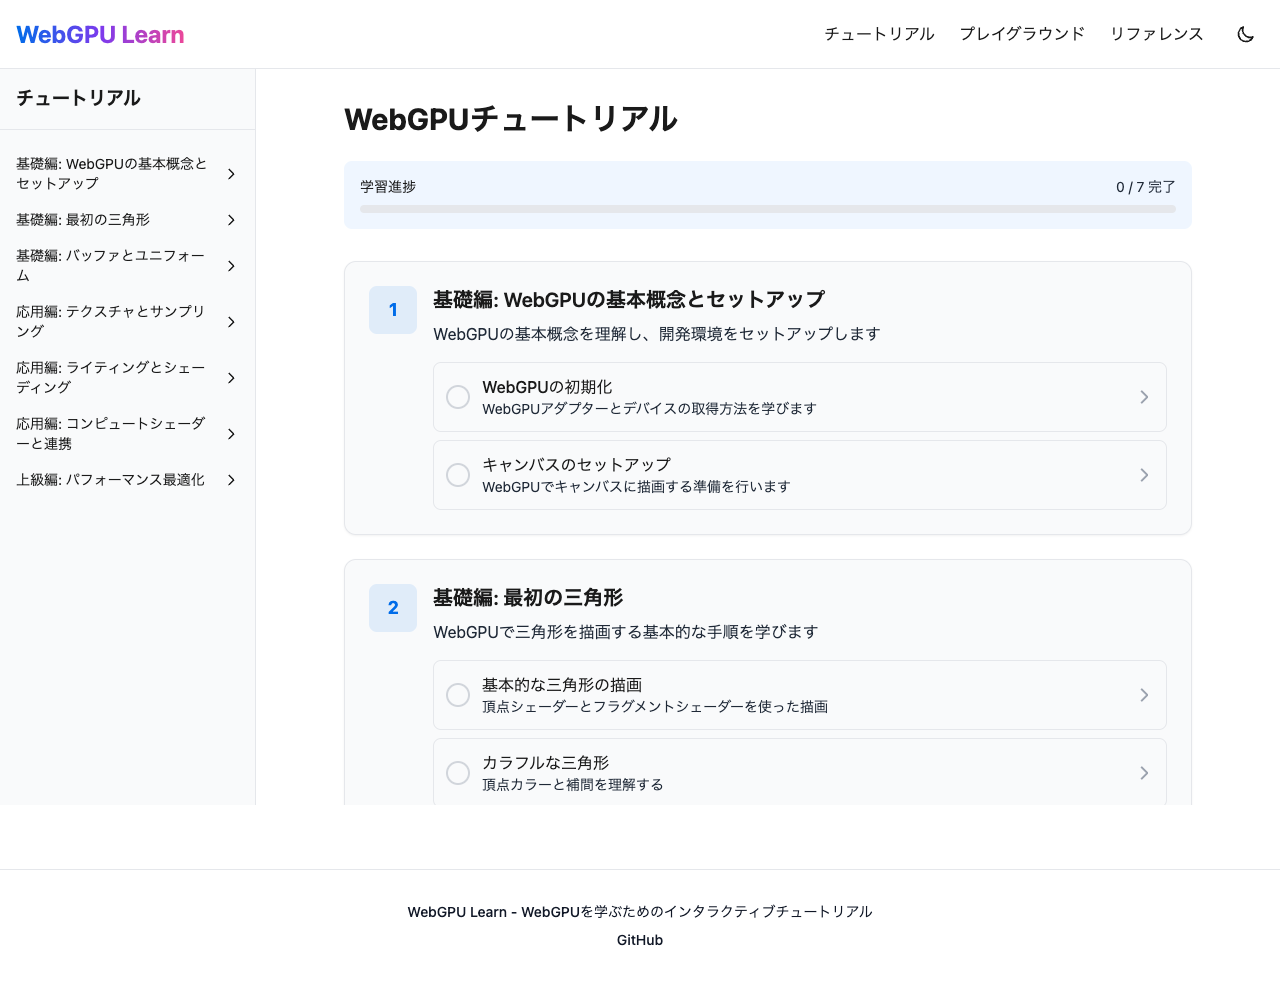 WebGPU Learn
チュートリアル プレイグラウンド リファレンス
チュートリアル
基礎編: WebGPUの基本概念と
セットアップ
基礎編: 最初の三角形
基礎編: バッファとユニフォー
ム
応用編: テクスチャとサンプリ
ング
応用編: ライティングとシェー
ディング
応用編: コンピュートシェーダ
ーと連携
上級編: パフォーマンス最適化
WebGPUチュートリアル
学習進捗 0 / 7 完了
1 基礎編: WebGPUの基本概念とセットアップ
WebGPUの基本概念を理解し、開発環境をセットアップします
WebGPUの初期化
WebGPUアダプターとデバイスの取得方法を学びます
キャンバスのセットアップ
WebGPUでキャンバスに描画する準備を行います
2 基礎編: 最初の三角形
WebGPUで三角形を描画する基本的な手順を学びます
基本的な三角形の描画
頂点シェーダーとフラグメントシェーダーを使った描画
カラフルな三角形
頂点カラーと補間を理解する
WebGPU Learn - WebGPUを学ぶためのインタラクティブチュートリアル
GitHub